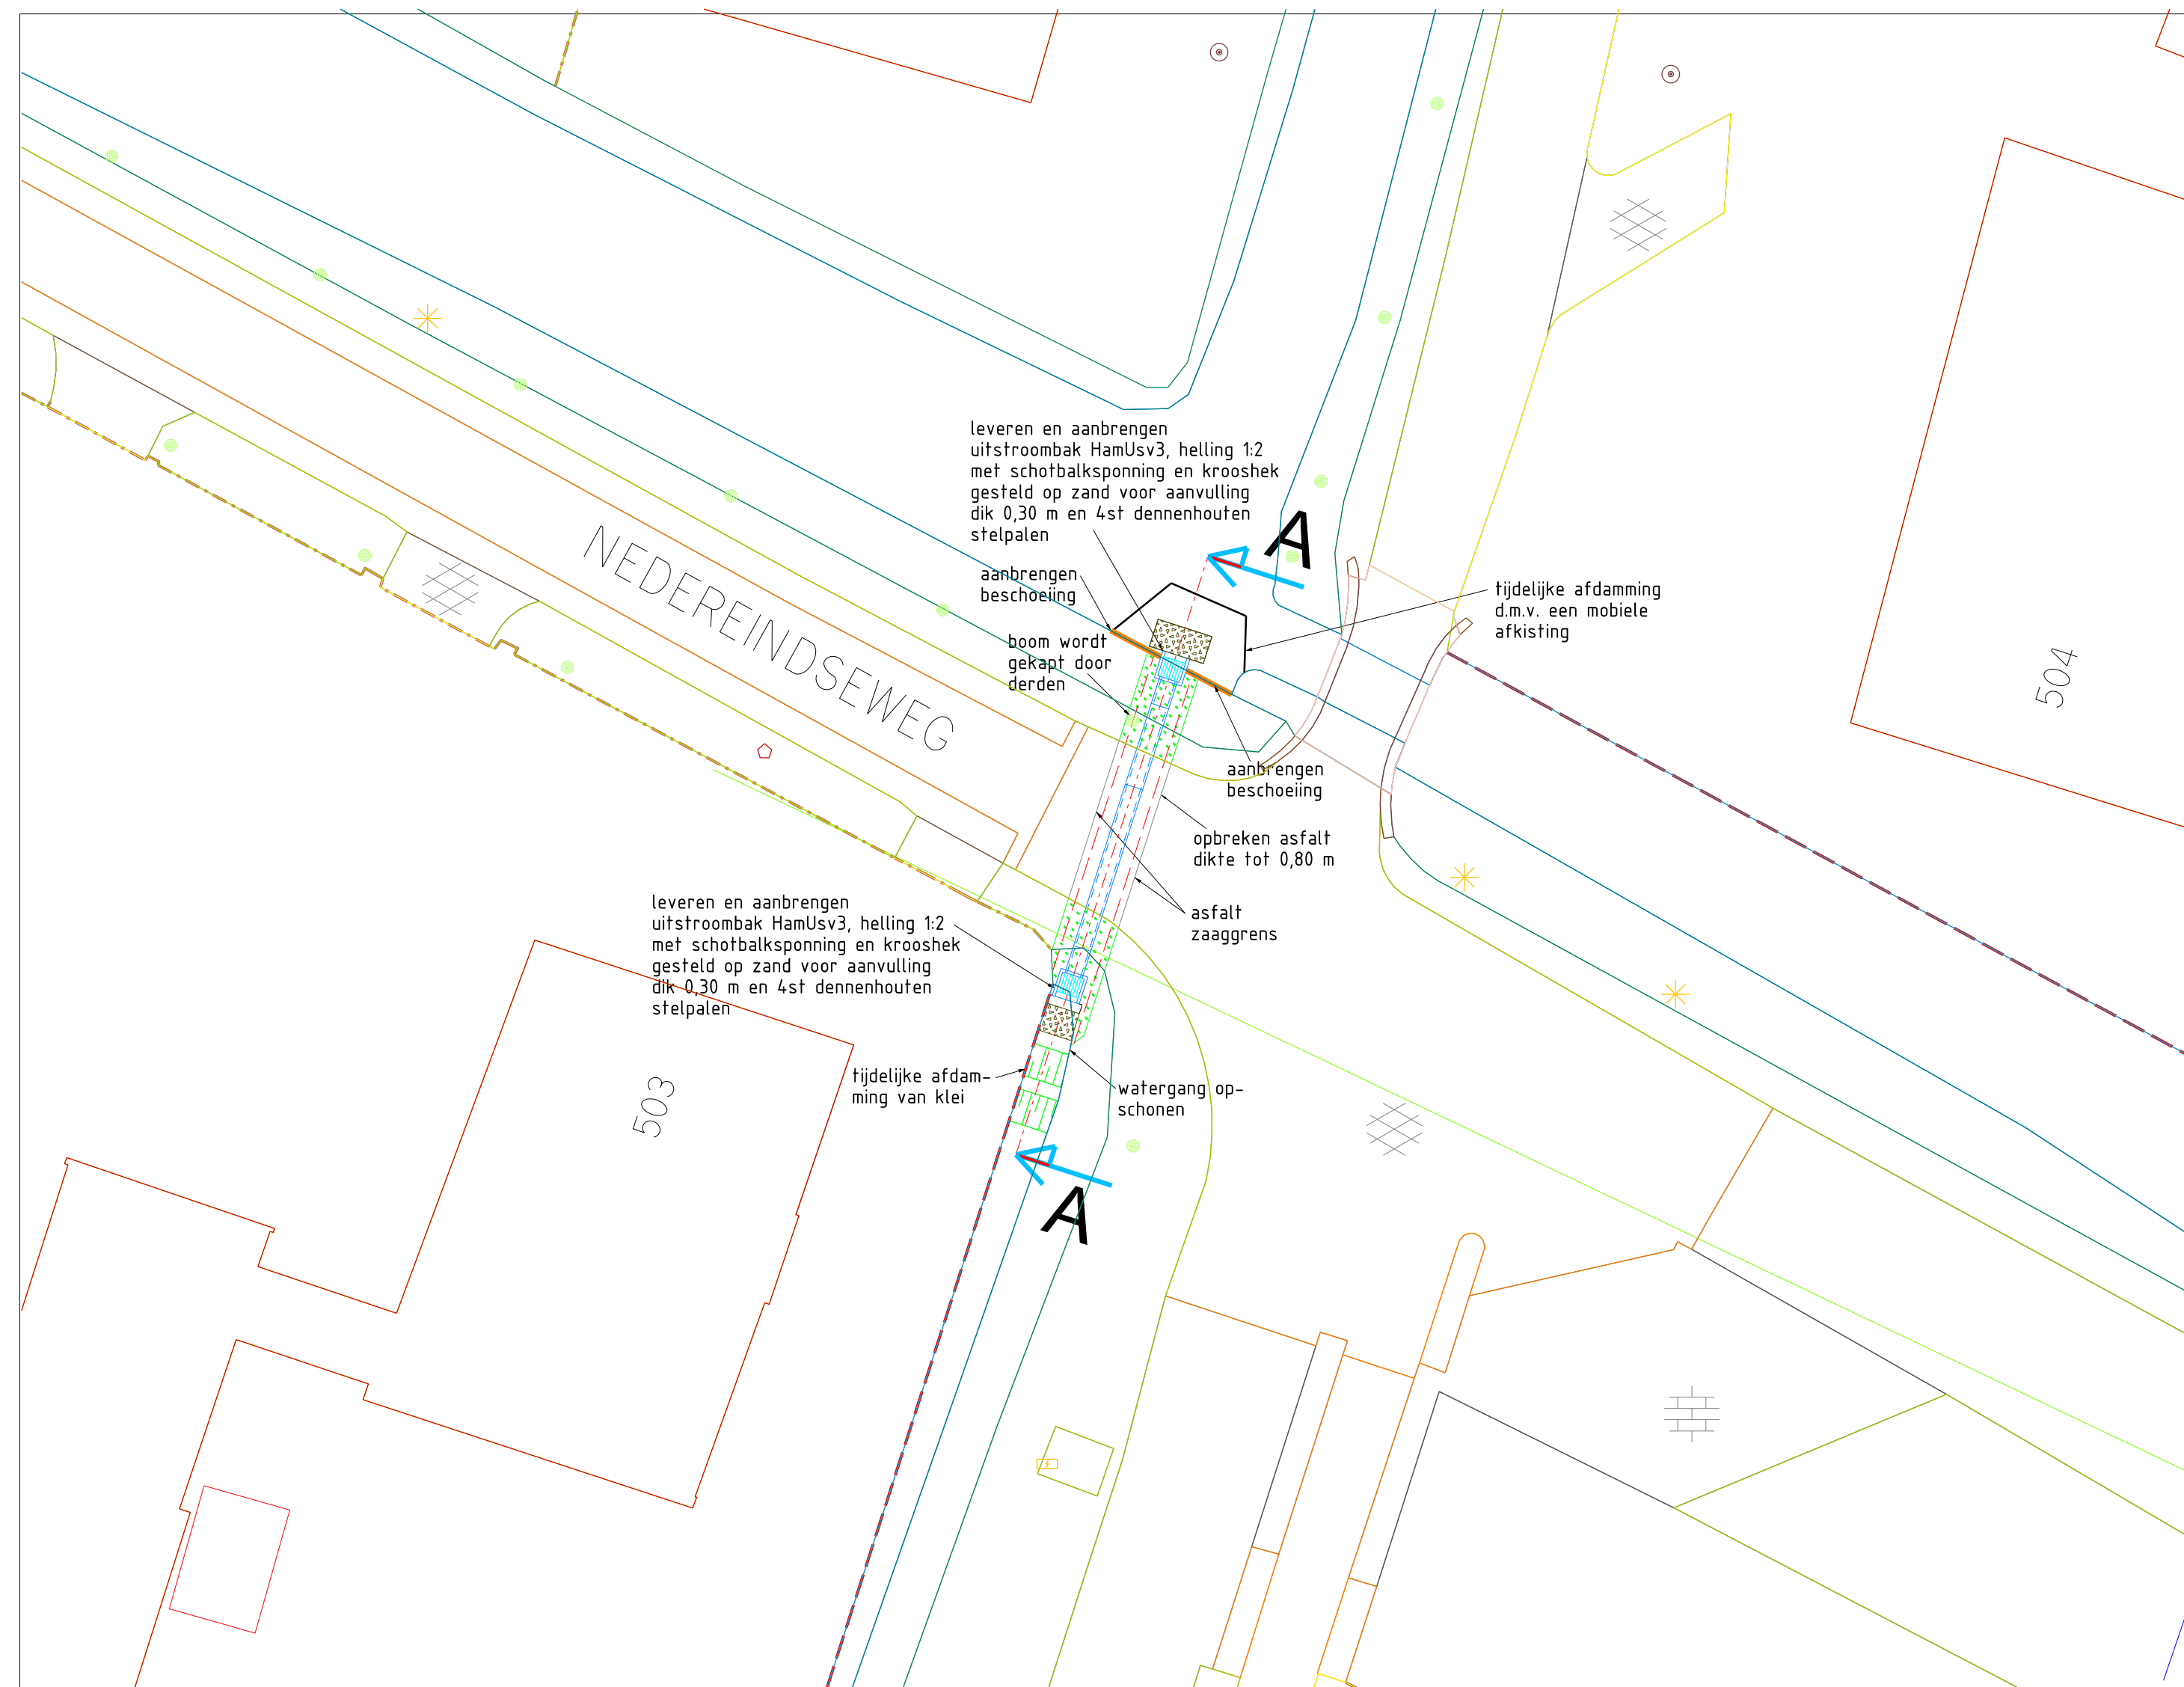 leveren en aanbrengen
uitstroombak HamUsv3, helling 1:2
met schotbalksponning en krooshek
gesteld op zand voor aanvulling
dik 0,30 m en 4st dennenhouten
stelpalen
A
aanbrengen
beschoeiing
tijdelijke afdamming
d.m.v. een mobiele
afkisting
boom wordt
gekapt door
derden
NEDEREINDSEWEG
504
aanbrengen
beschoeiing
opbreken asfalt
dikte tot 0,80 m
asfalt
zaaggrens
leveren en aanbrengen
uitstroombak HamUsv3, helling 1:2
met schotbalksponning en krooshek
gesteld op zand voor aanvulling
dik 0,30 m en 4st dennenhouten
stelpalen
tijdelijke afdam-
ming van klei
watergang op-
schonen
503
A